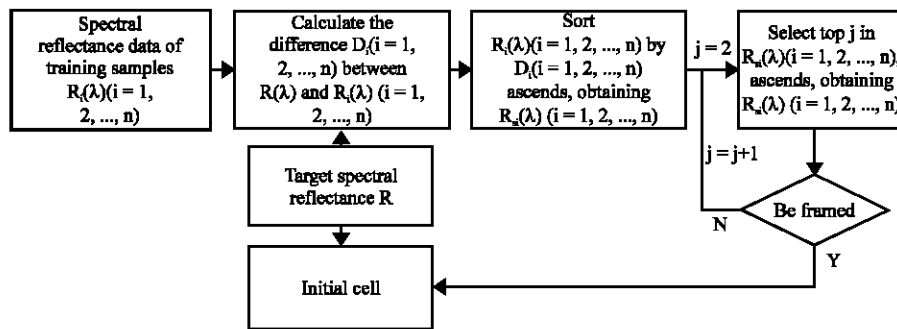 Spectral
reflectance data of
training samples
Rᵢ(λ)(i = 1,
2, ..., n)
Calculate the
difference Dᵢ(i = 1,
2, ..., n) between
R(λ) and Rᵢ(λ) (i = 1,
2, ..., n)
Sort
Rᵢ(λ)(i = 1, 2, ..., n) by
Dᵢ(i = 1, 2, ..., n)
ascends, obtaining
Rₛᵢ(λ) (i = 1, 2, ..., n)
j = 2
Select top j in
Rₛᵢ(λ)(i = 1, 2, ..., n),
ascends, obtaining
Rₛᵢ(λ) (i = 1, 2, ..., n)
j = j+1
Target spectral
reflectance R
Be framed
N
Y
Initial cell